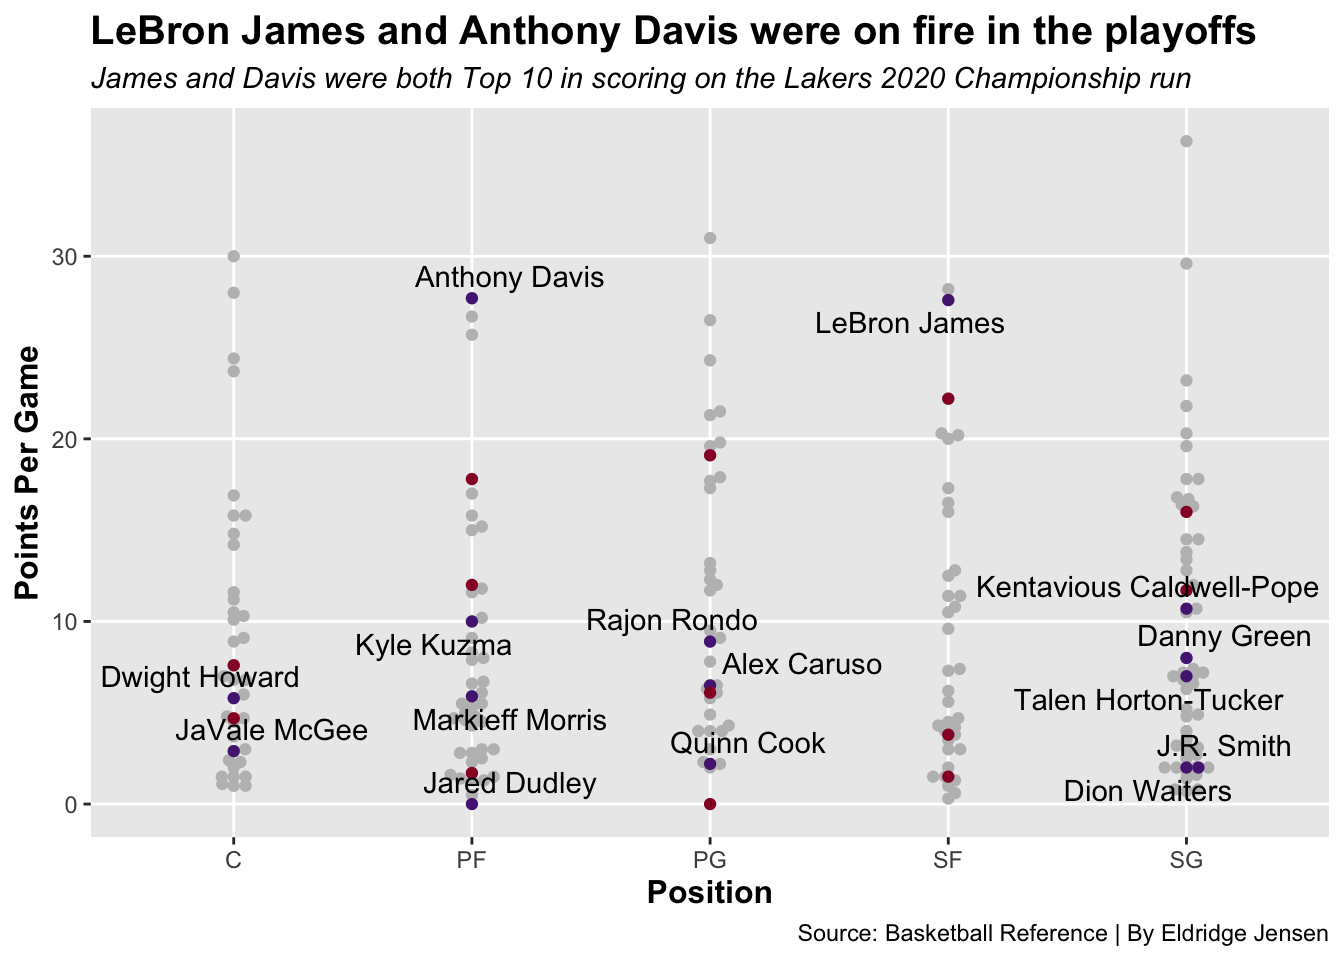 LeBron James and Anthony Davis were on fire in the playoffs
James and Davis were both Top 10 in scoring on the Lakers 2020 Championship run
Points Per Game
30
20
10
0
Anthony Davis
LeBron James
Kentavious Caldwell-Pope
Rajon Rondo
Danny Green
Kyle Kuzma
Alex Caruso
Dwight Howard
Talen Horton-Tucker
Markieff Morris
JaVale McGee
Quinn Cook
J.R. Smith
Jared Dudley
Dion Waiters
C
PF
PG
SF
SG
Position
Source: Basketball Reference | By Eldridge Jensen